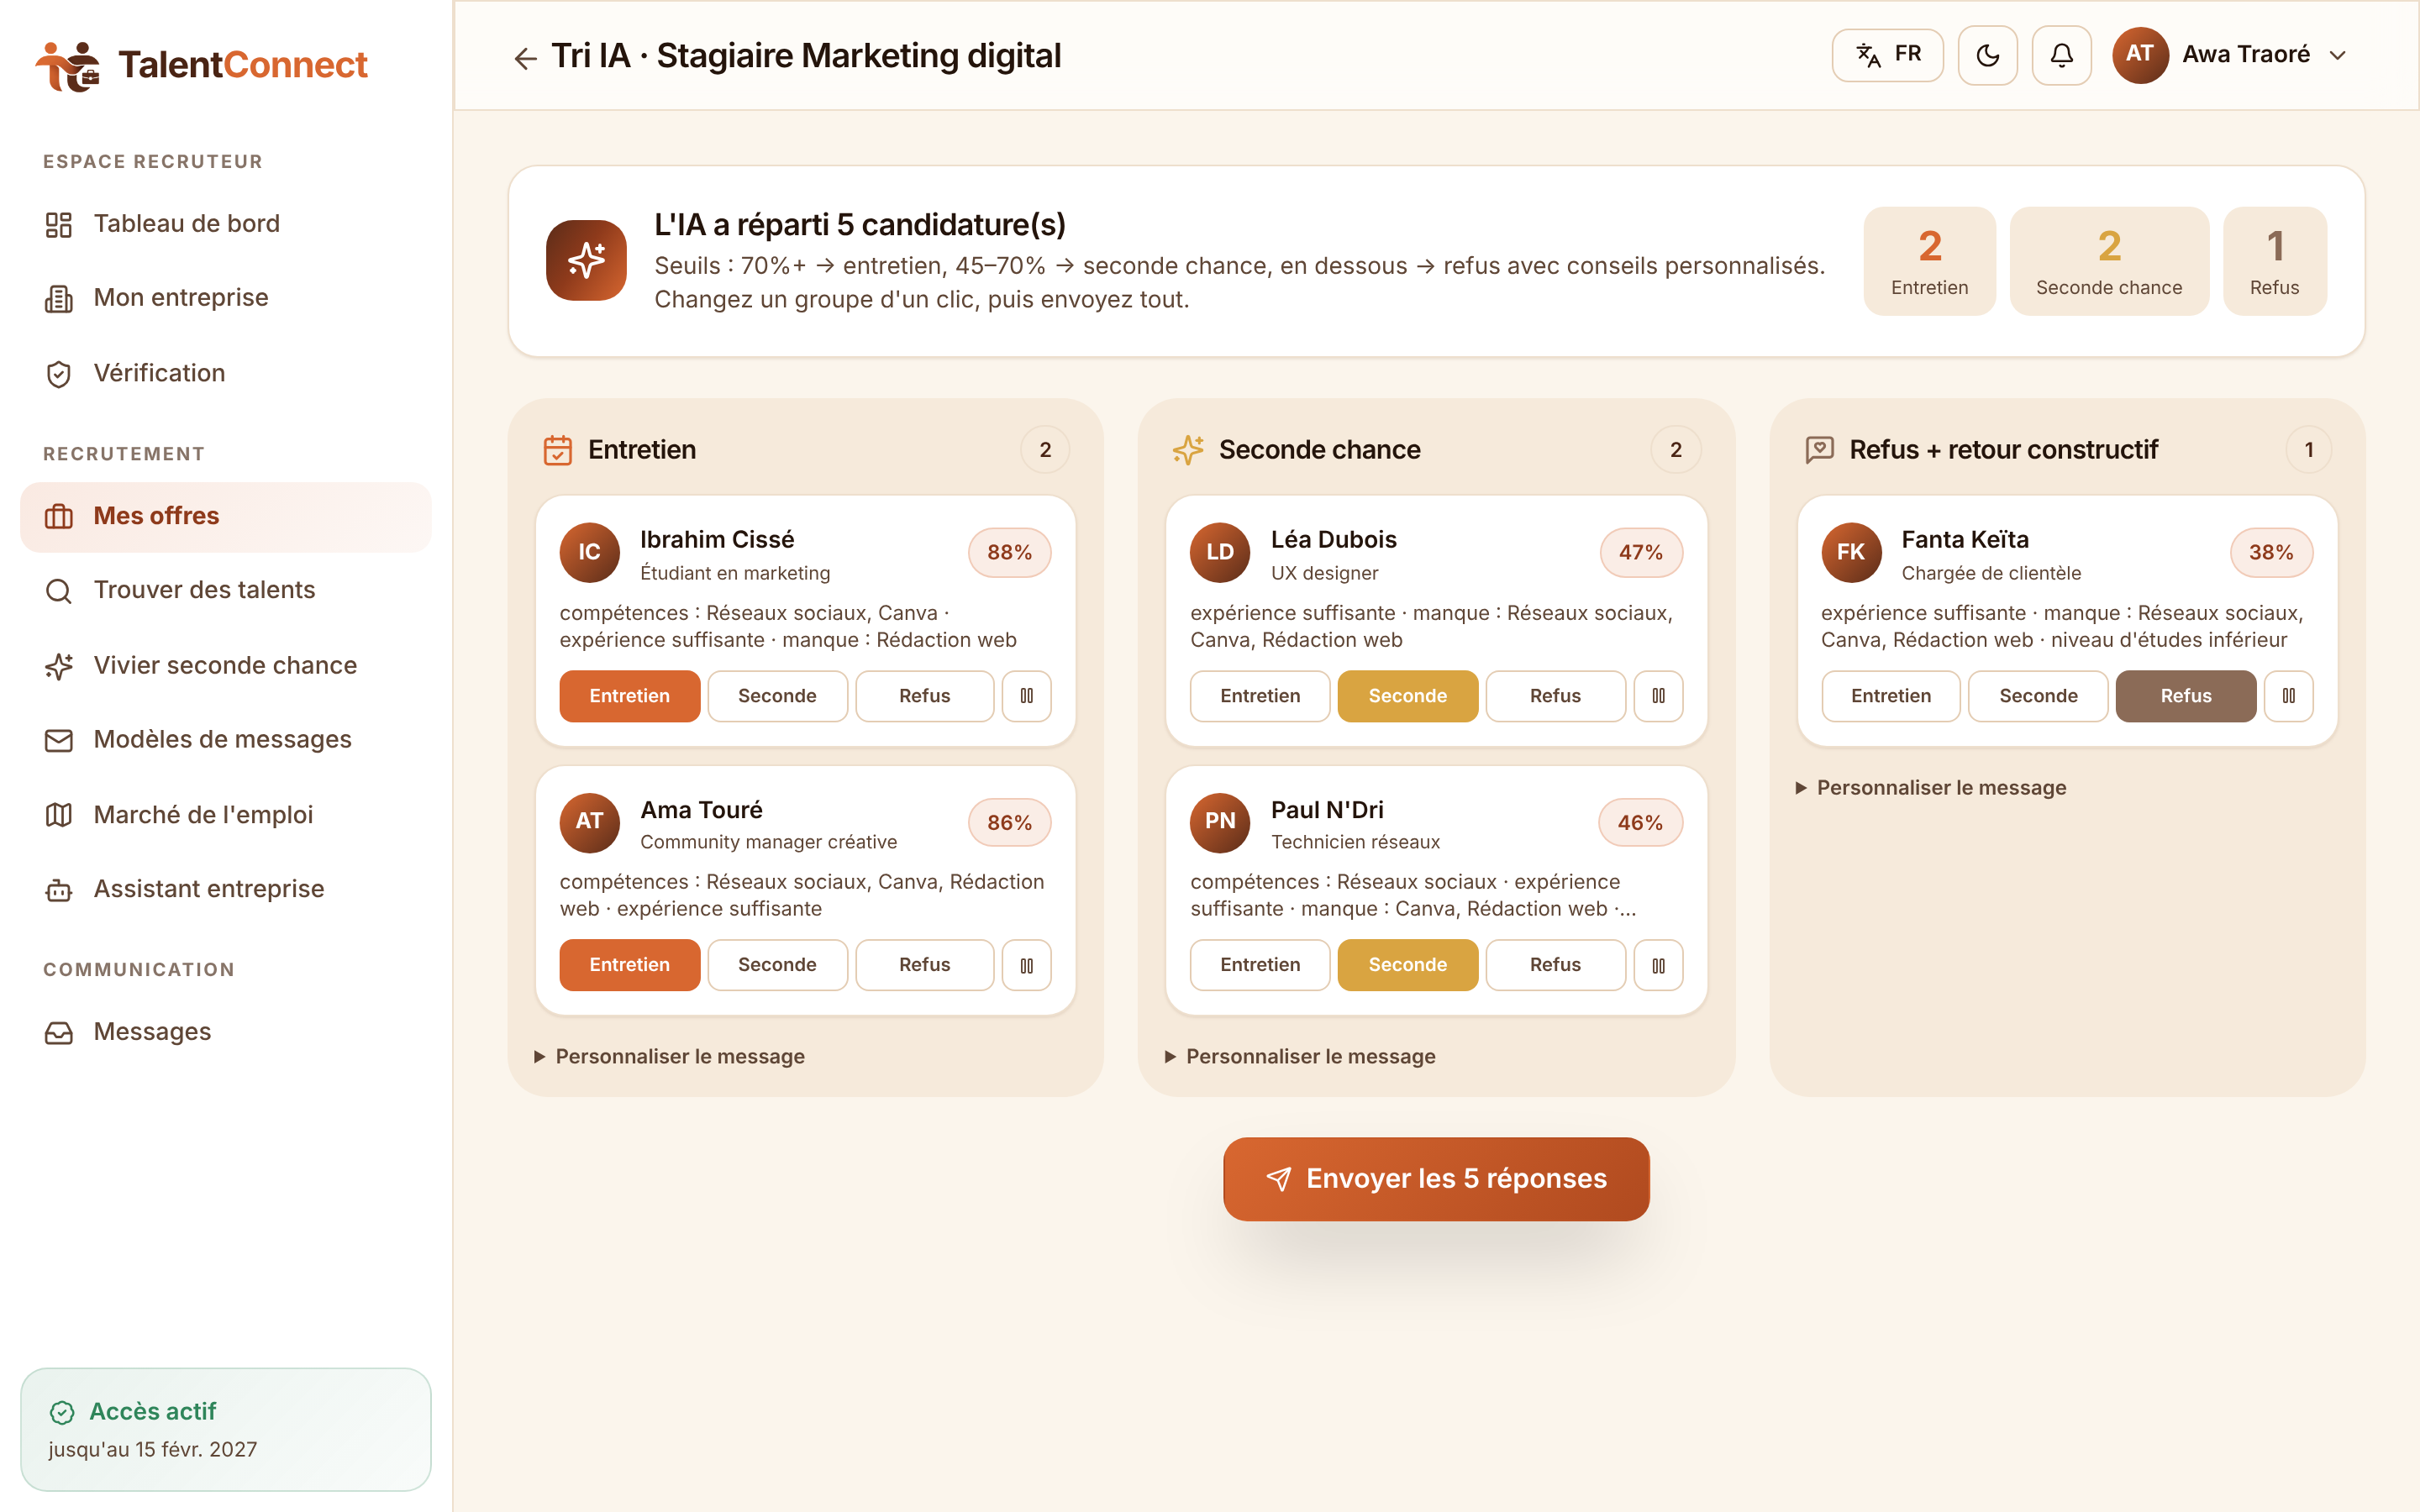 TalentConnect
ESPACE RECRUTEUR
Tableau de bord
Mon entreprise
Vérification
RECRUTEMENT
Mes offres
Trouver des talents
Vivier seconde chance
Modèles de messages
Marché de l'emploi
Assistant entreprise
COMMUNICATION
Messages
Accès actif
jusqu'au 15 févr. 2027
Tri IA · Stagiaire Marketing digital
FR
AT
Awa Traoré
L'IA a réparti 5 candidature(s)
Seuils : 70%+ → entretien, 45–70% → seconde chance, en dessous → refus avec conseils personnalisés.
Changez un groupe d'un clic, puis envoyez tout.
2
Entretien
2
Seconde chance
1
Refus
Entretien
2
IC
Ibrahim Cissé
Étudiant en marketing
88%
compétences : Réseaux sociaux, Canva ·
expérience suffisante · manque : Rédaction web
Entretien
Seconde
Refus
AT
Ama Touré
Community manager créative
86%
compétences : Réseaux sociaux, Canva, Rédaction
web · expérience suffisante
Entretien
Seconde
Refus
Personnaliser le message
Seconde chance
2
LD
Léa Dubois
UX designer
47%
expérience suffisante · manque : Réseaux sociaux,
Canva, Rédaction web
Entretien
Seconde
Refus
PN
Paul N'Dri
Technicien réseaux
46%
compétences : Réseaux sociaux · expérience
suffisante · manque : Canva, Rédaction web ·...
Entretien
Seconde
Refus
Personnaliser le message
Refus + retour constructif
1
FK
Fanta Keïta
Chargée de clientèle
38%
expérience suffisante · manque : Réseaux sociaux,
Canva, Rédaction web · niveau d'études inférieur
Entretien
Seconde
Refus
Personnaliser le message
Envoyer les 5 réponses